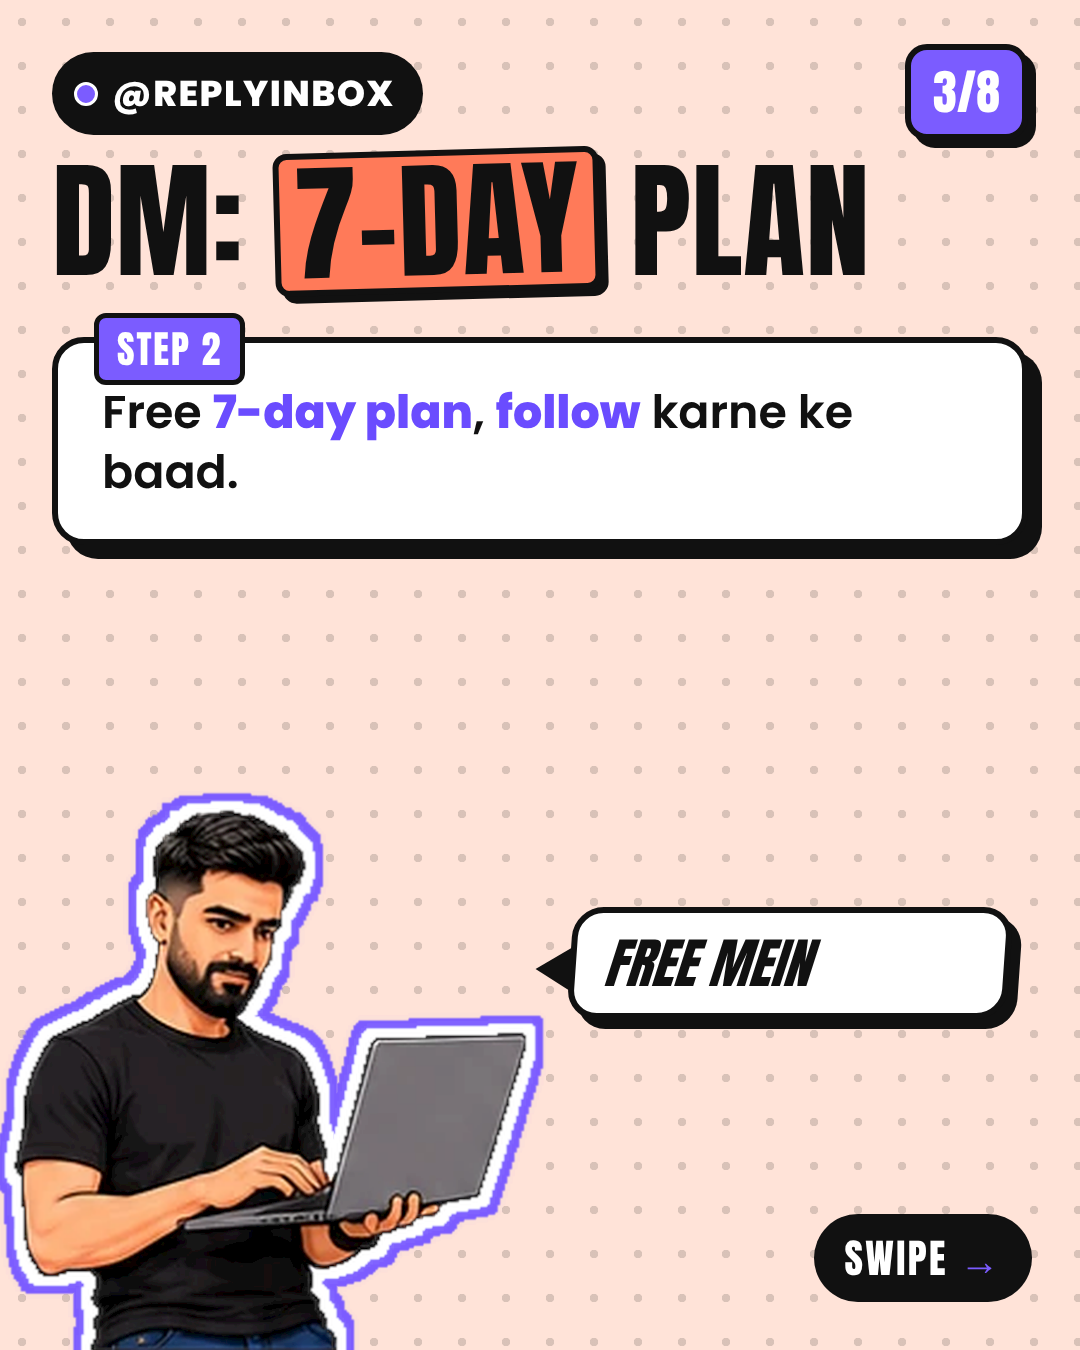 @REPLYINBOX
3/8
DM: 7-DAY PLAN
STEP 2
Free 7-day plan, follow karne ke
baad.
FREE MEIN
SWIPE →